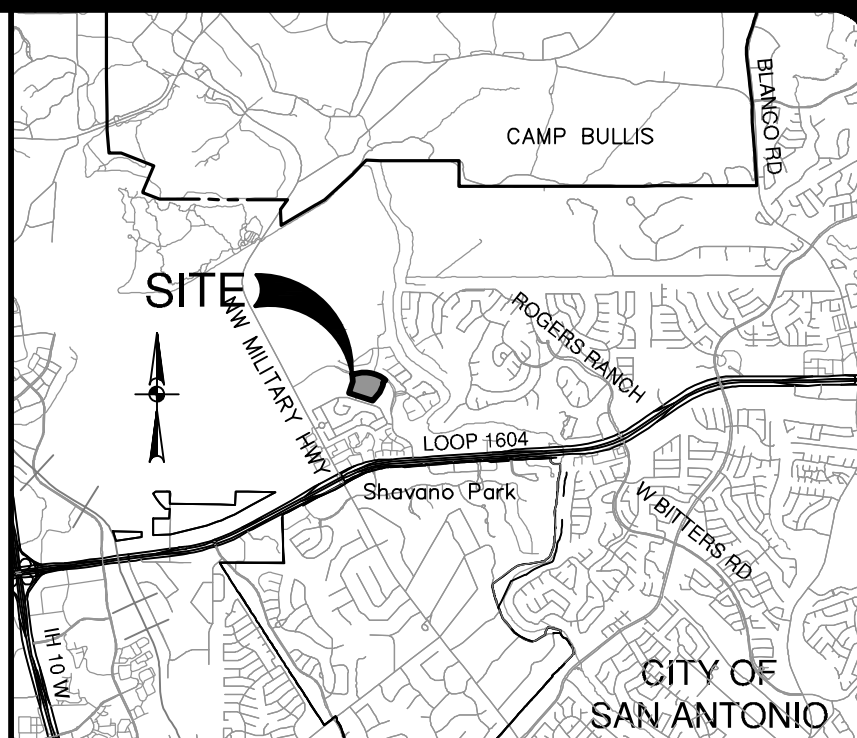 BLANCO RD
CAMP BULLIS
SITE
NW MILITARY HWY
ROGERS RANCH
LOOP 1604
Shavano Park
W BITTERS RD
IH 10 W
CITY OF
SAN ANTONIO